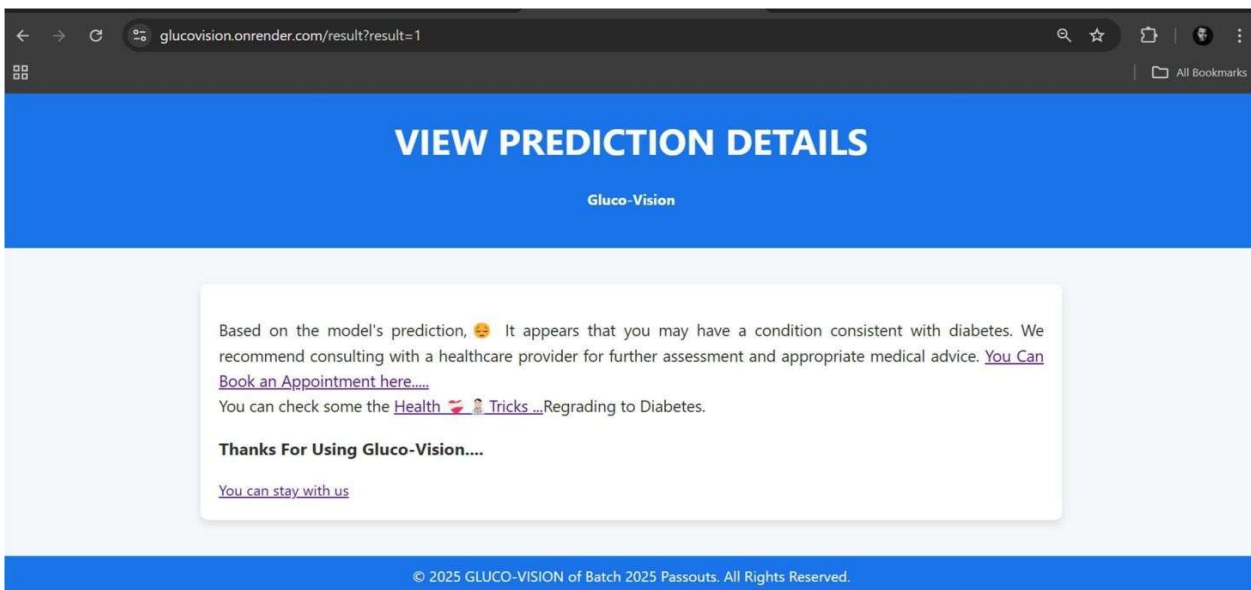 glucovision.onrender.com/result?result=1
All Bookmarks
VIEW PREDICTION DETAILS
Gluco-Vision
Based on the model's prediction, 😔 It appears that you may have a condition consistent with diabetes. We
recommend consulting with a healthcare provider for further assessment and appropriate medical advice. You Can
Book an Appointment here.....
You can check some the Health ❤️‍🩹 🤱🏻 Tricks ...Regrading to Diabetes.
Thanks For Using Gluco-Vision....
You can stay with us
© 2025 GLUCO-VISION of Batch 2025 Passouts. All Rights Reserved.